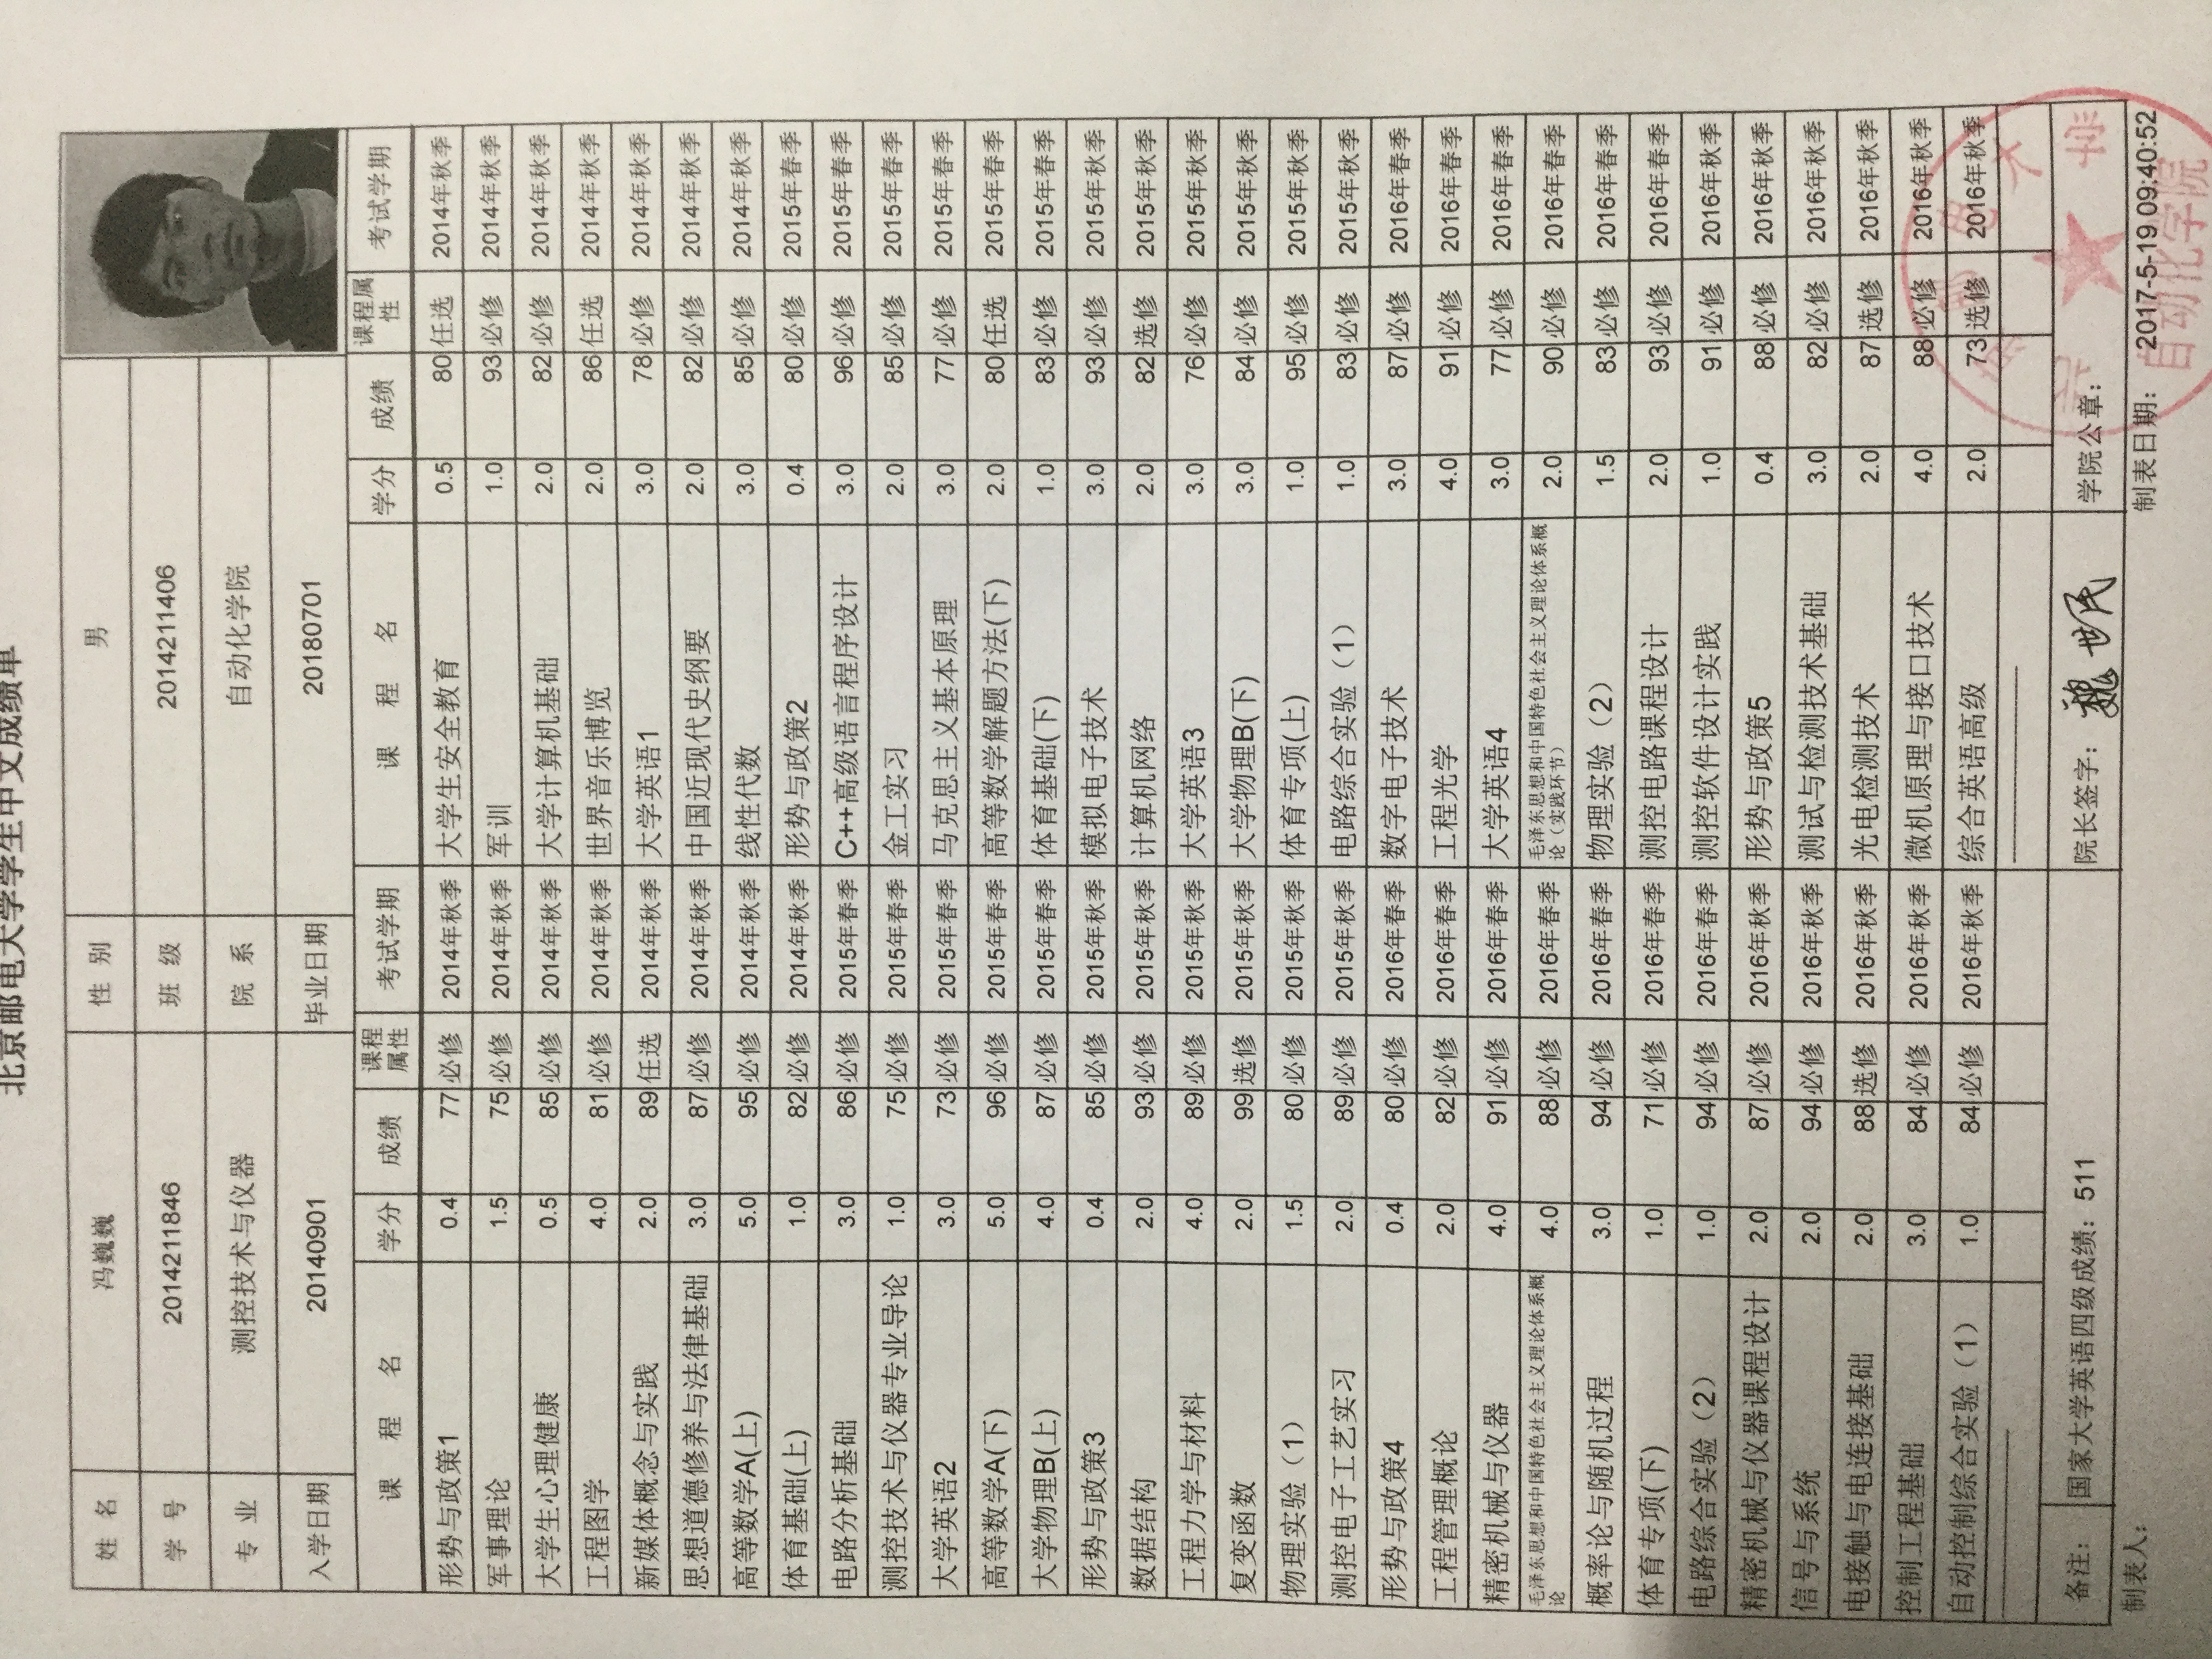 北京邮电大学学生中文成绩单
姓 名 冯巍巍 性 别 男
学 号 2014211846 班 级 2014211406
专 业 测控技术与仪器 院 系 自动化学院
入学日期 20140901 毕业日期 20180701
课 程 名 学分 成绩 课程属性 考试学期 课 程 名 学分 成绩 课程属性 考试学期
形势与政策1 0.4 77 必修 2014年秋季 大学生安全教育 0.5 80 任选 2014年秋季
军事理论 1.5 75 必修 2014年秋季 军训 1.0 93 必修 2014年秋季
大学生心理健康 0.5 85 必修 2014年秋季 大学计算机基础 2.0 82 必修 2014年秋季
工程图学 4.0 81 必修 2014年秋季 世界音乐博览 2.0 86 任选 2014年秋季
新媒体概念与实践 2.0 89 任选 2014年秋季 大学英语1 3.0 78 必修 2014年秋季
思想道德修养与法律基础 3.0 87 必修 2014年秋季 中国近现代史纲要 2.0 82 必修 2014年秋季
高等数学A(上) 5.0 95 必修 2014年秋季 线性代数 3.0 85 必修 2014年秋季
体育基础(上) 1.0 82 必修 2014年秋季 形势与政策2 0.4 80 必修 2015年春季
电路分析基础 3.0 86 必修 2015年春季 C++高级语言程序设计 3.0 96 必修 2015年春季
测控技术与仪器专业导论 1.0 75 必修 2015年春季 金工实习 2.0 85 必修 2015年春季
大学英语2 3.0 73 必修 2015年春季 马克思主义基本原理 3.0 77 必修 2015年春季
高等数学A(下) 5.0 96 必修 2015年春季 高等数学解题方法(下) 2.0 80 任选 2015年春季
大学物理B(上) 4.0 87 必修 2015年春季 体育基础(下) 1.0 83 必修 2015年春季
形势与政策3 0.4 85 必修 2015年秋季 模拟电子技术 3.0 93 必修 2015年秋季
数据结构 2.0 93 必修 2015年秋季 计算机网络 2.0 82 选修 2015年秋季
工程力学与材料 4.0 89 必修 2015年秋季 大学英语3 3.0 76 必修 2015年秋季
复变函数 2.0 99 选修 2015年秋季 大学物理B(下) 3.0 84 必修 2015年秋季
物理实验（1） 1.5 80 必修 2015年秋季 体育专项(上) 1.0 95 必修 2015年秋季
测控电子工艺实习 2.0 89 必修 2015年秋季 电路综合实验（1） 1.0 83 必修 2015年秋季
形势与政策4 0.4 80 必修 2016年春季 数字电子技术 3.0 87 必修 2016年春季
工程管理概论 2.0 82 必修 2016年春季 工程光学 4.0 91 必修 2016年春季
精密机械与仪器 4.0 91 必修 2016年春季 大学英语4 3.0 77 必修 2016年春季
毛泽东思想和中国特色社会主义理论体系概论 4.0 88 必修 2016年春季 毛泽东思想和中国特色社会主义理论体系概论（实践环节） 2.0 90 必修 2016年春季
概率论与随机过程 3.0 94 必修 2016年春季 物理实验（2） 1.5 83 必修 2016年春季
体育专项(下) 1.0 71 必修 2016年春季 测控电路课程设计 2.0 93 必修 2016年春季
电路综合实验（2） 1.0 94 必修 2016年春季 测控软件设计实践 1.0 91 必修 2016年秋季
精密机械与仪器课程设计 2.0 87 必修 2016年秋季 形势与政策5 0.4 88 必修 2016年秋季
信号与系统 2.0 94 必修 2016年秋季 测试与检测技术基础 3.0 82 必修 2016年秋季
电接触与电连接基础 2.0 88 选修 2016年秋季 光电检测技术 2.0 87 选修 2016年秋季
控制工程基础 3.0 84 必修 2016年秋季 微机原理与接口技术 4.0 88 必修 2016年秋季
自动控制综合实验（1） 1.0 84 必修 2016年秋季 综合英语高级 2.0 73 选修 2016年秋季
备注： 国家大学英语四级成绩：511 院长签字： 魏世民 学院公章：
制表人： 制表日期： 2017-5-19 09:40:52
北京邮电大学
自动化学院